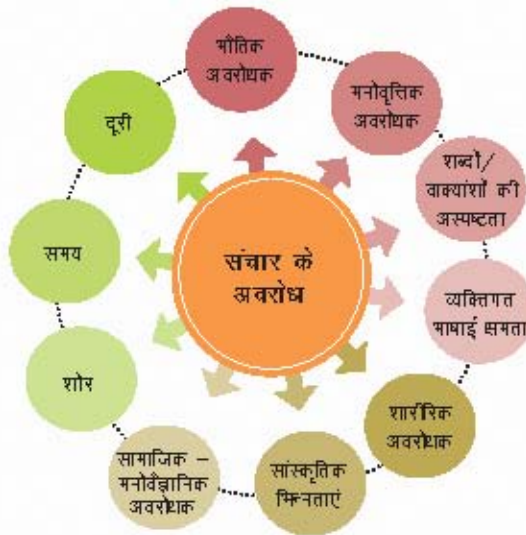 भौतिक
अवरोधक
मनोवृत्तिक
अवरोधक
शब्दों/
वाक्यांशों की
अस्पष्टता
व्यक्तिगत
भाषाई क्षमता
शारीरिक
अवरोधक
सांस्कृतिक
भिन्नताएं
सामाजिक –
मनोवैज्ञानिक
अवरोधक
शोर
समय
दूरी
संचार के
अवरोध